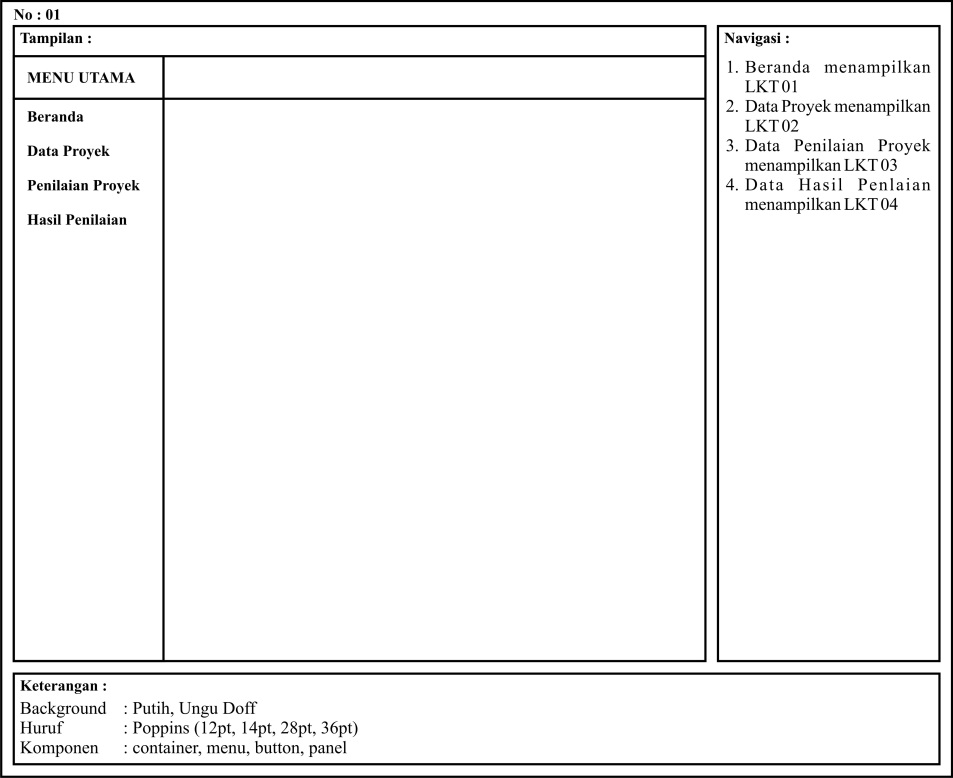 No : 01
Tampilan :
MENU UTAMA
Beranda
Data Proyek
Penilaian Proyek
Hasil Penilaian
Navigasi :
1. Beranda menampilkan
LKT 01
2. Data Proyek menampilkan
LKT 02
3. Data Penilaian Proyek
menampilkan LKT 03
4. Data Hasil Penlaian
menampilkan LKT 04
Keterangan :
Background : Putih, Ungu Doff
Huruf : Poppins (12pt, 14pt, 28pt, 36pt)
Komponen : container, menu, button, panel